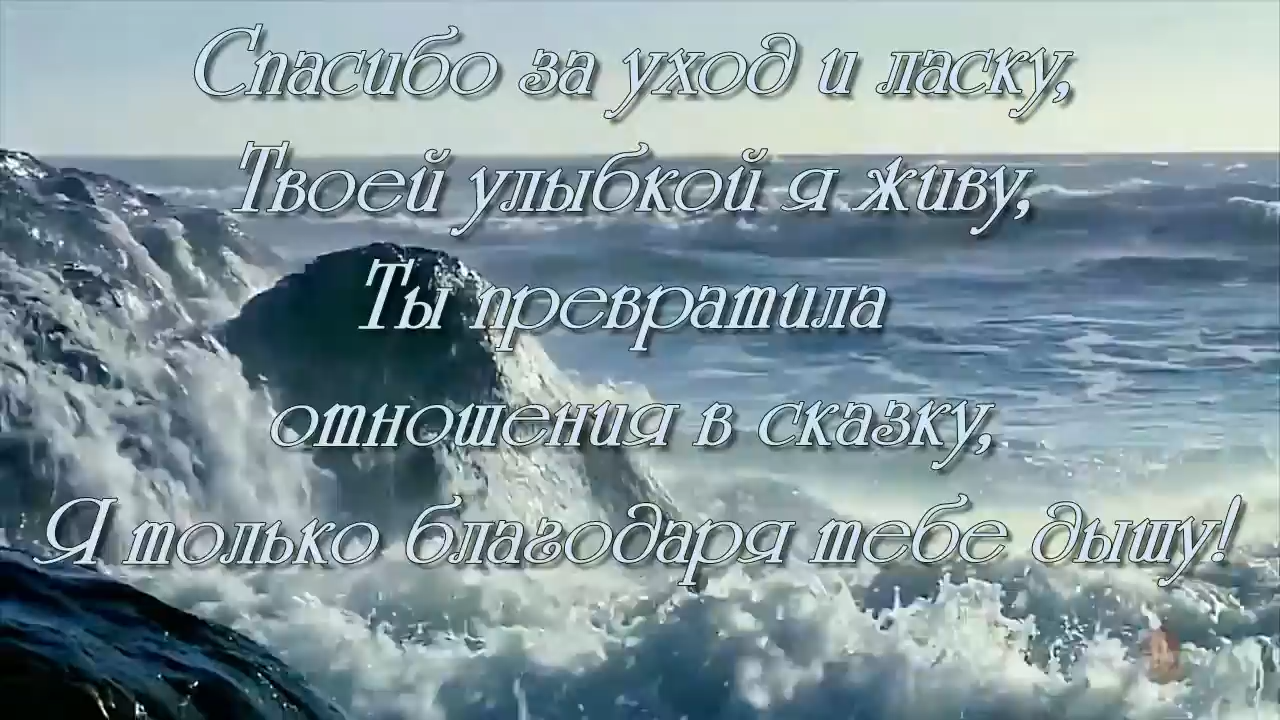 Спасибо за уход и ласку,
Твоей улыбкой я живу,
Ты превратила
отношения в сказку,
Я только благодаря тебе дышу!